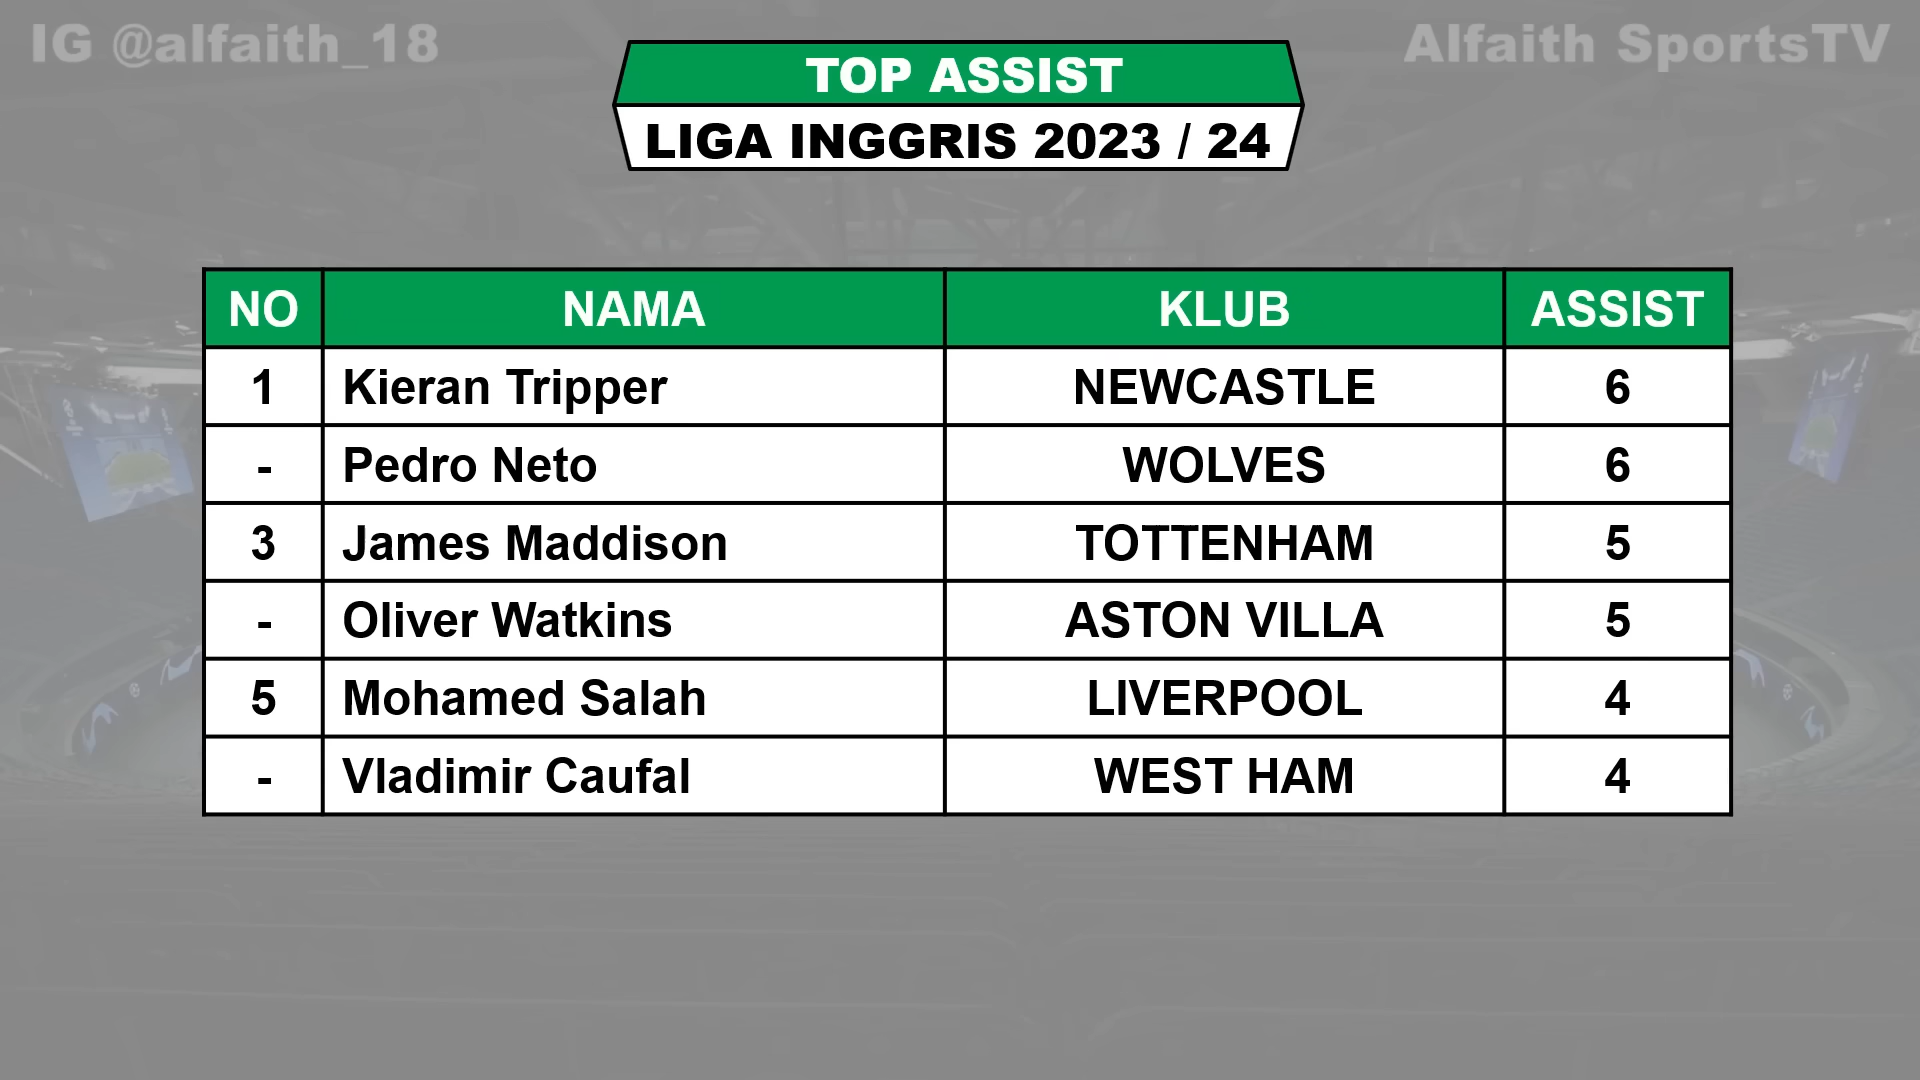 IG @alfaith_18
Alfaith SportsTV
TOP ASSIST
LIGA INGGRIS 2023 / 24
NO NAMA KLUB ASSIST
1 Kieran Tripper NEWCASTLE 6
- Pedro Neto WOLVES 6
3 James Maddison TOTTENHAM 5
- Oliver Watkins ASTON VILLA 5
5 Mohamed Salah LIVERPOOL 4
- Vladimir Caufal WEST HAM 4